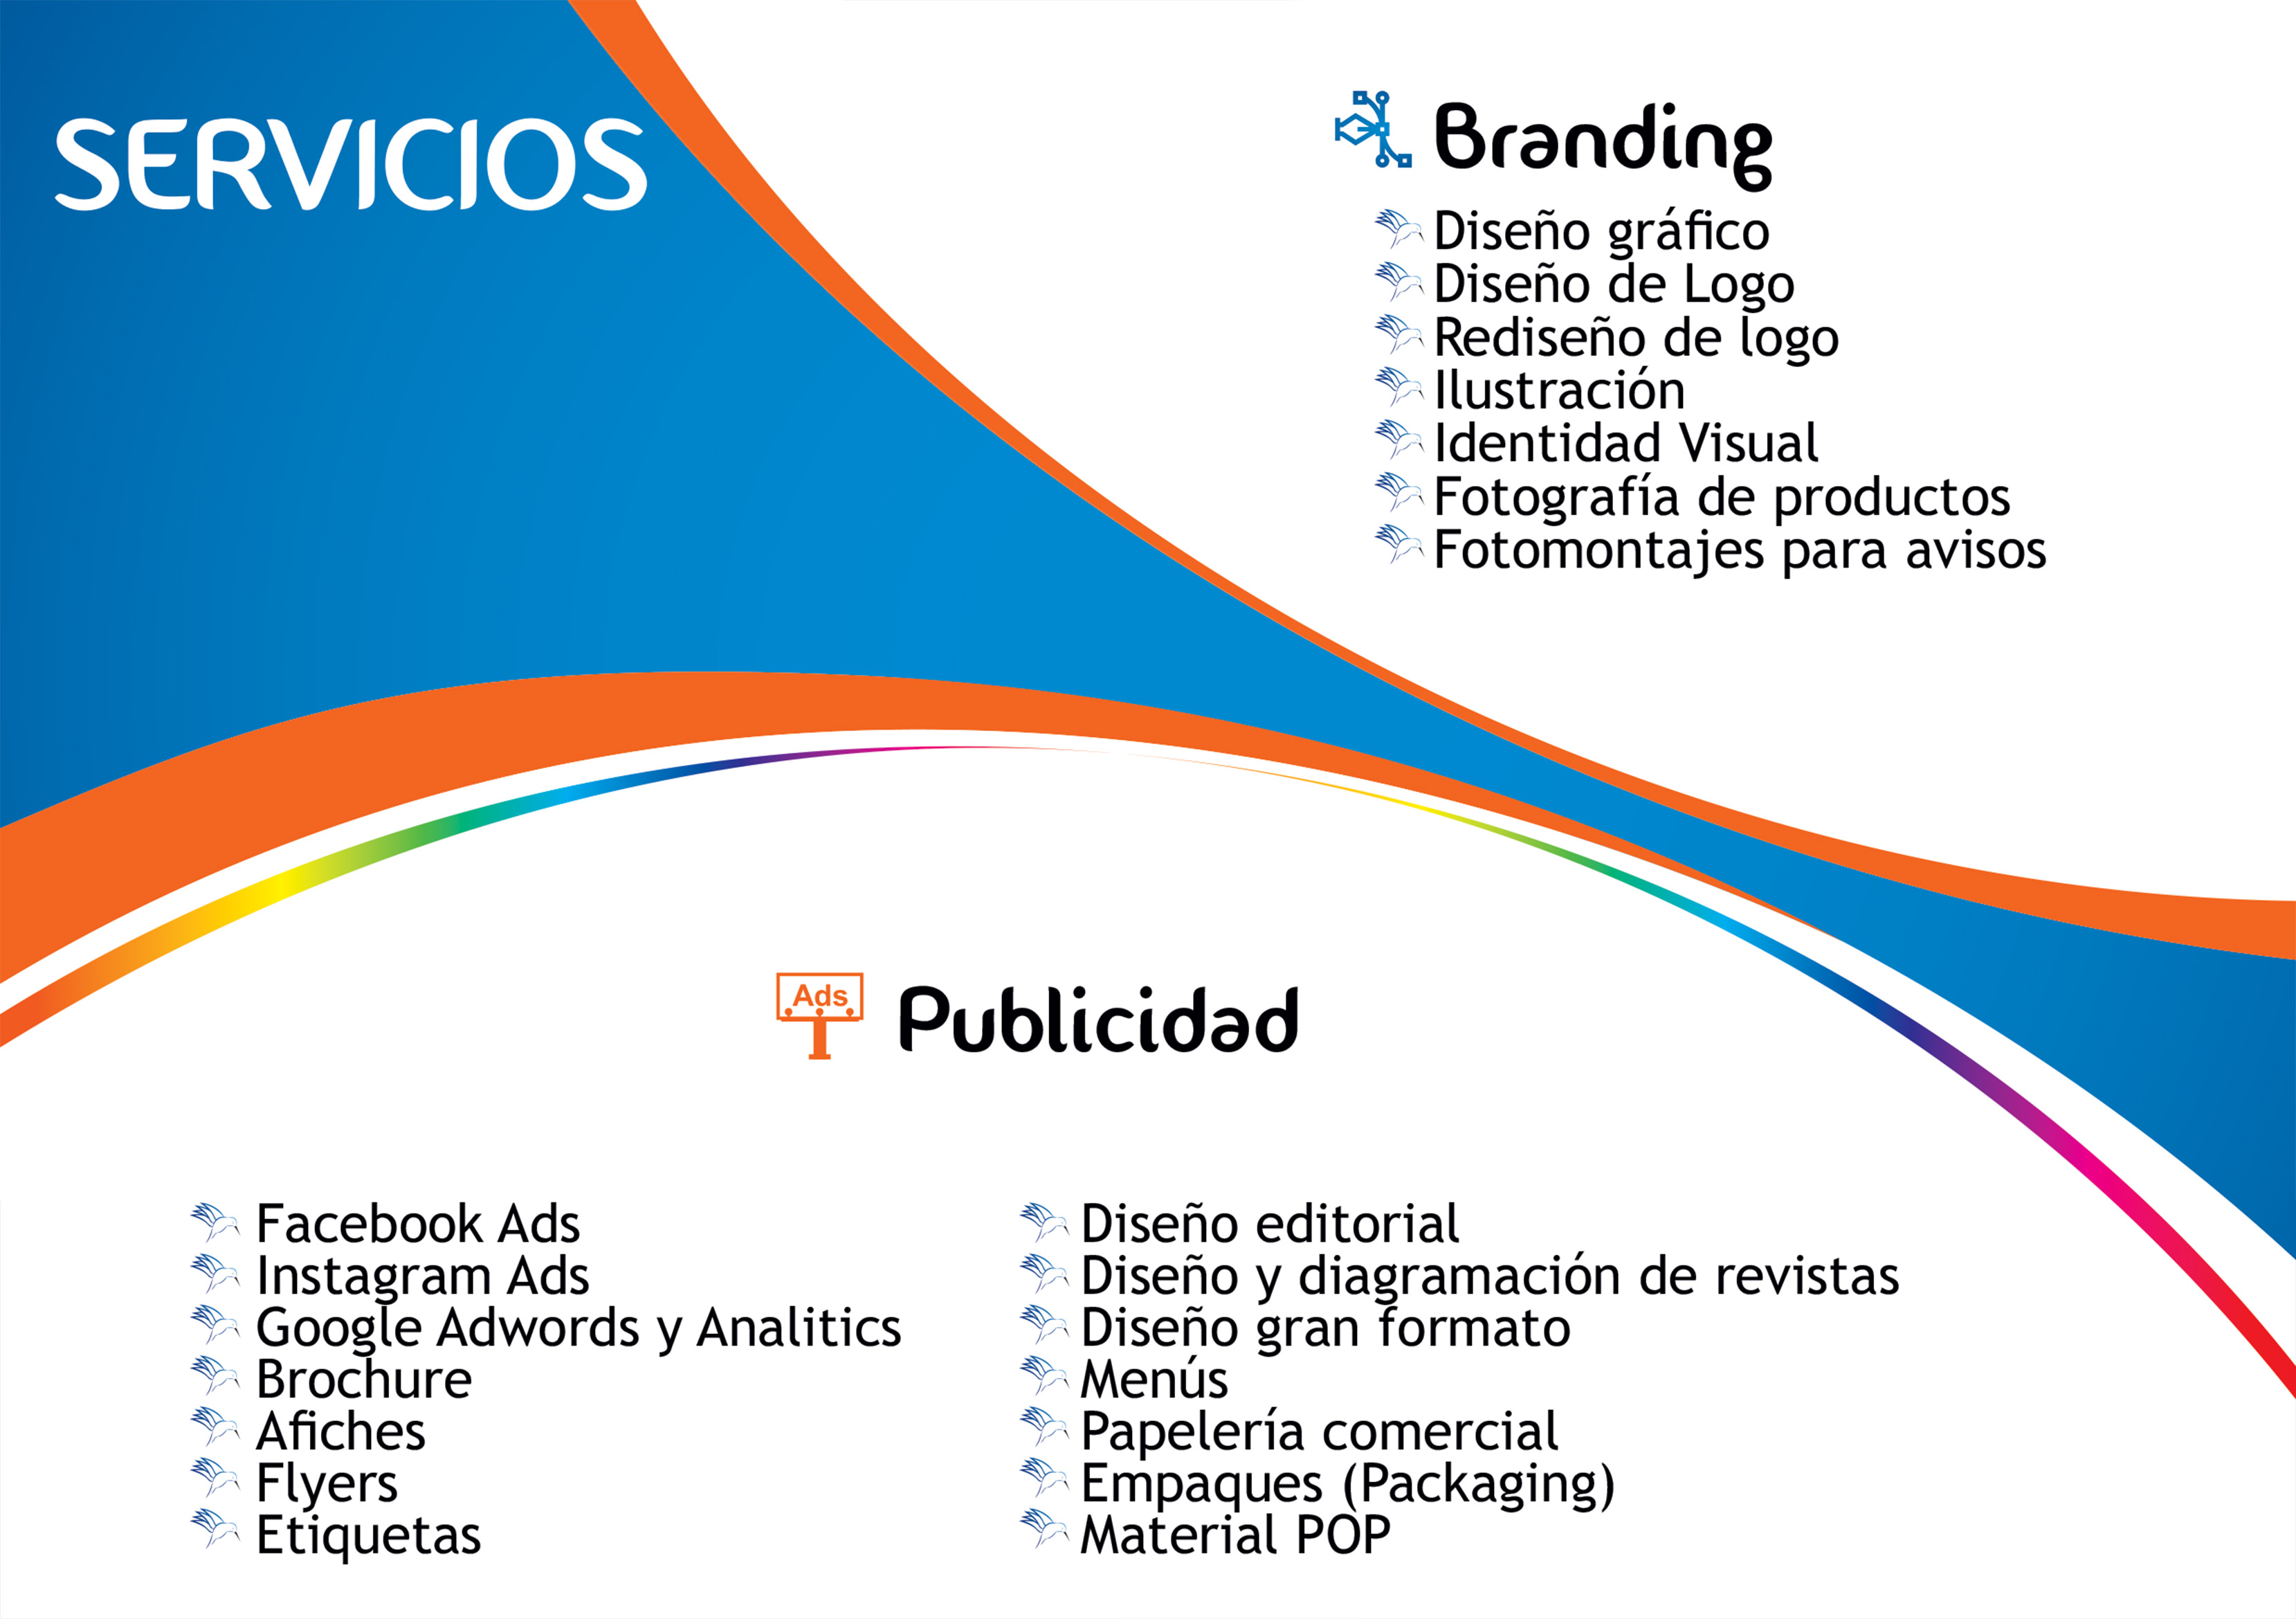 SERVICIOS
Branding
Diseño gráfico
Diseño de Logo
Rediseño de logo
Ilustración
Identidad Visual
Fotografía de productos
Fotomontajes para avisos
Ads
Publicidad
Facebook Ads
Instagram Ads
Google Adwords y Analitics
Brochure
Afiches
Flyers
Etiquetas
Diseño editorial
Diseño y diagramación de revistas
Diseño gran formato
Menús
Papelería comercial
Empaques (Packaging)
Material POP